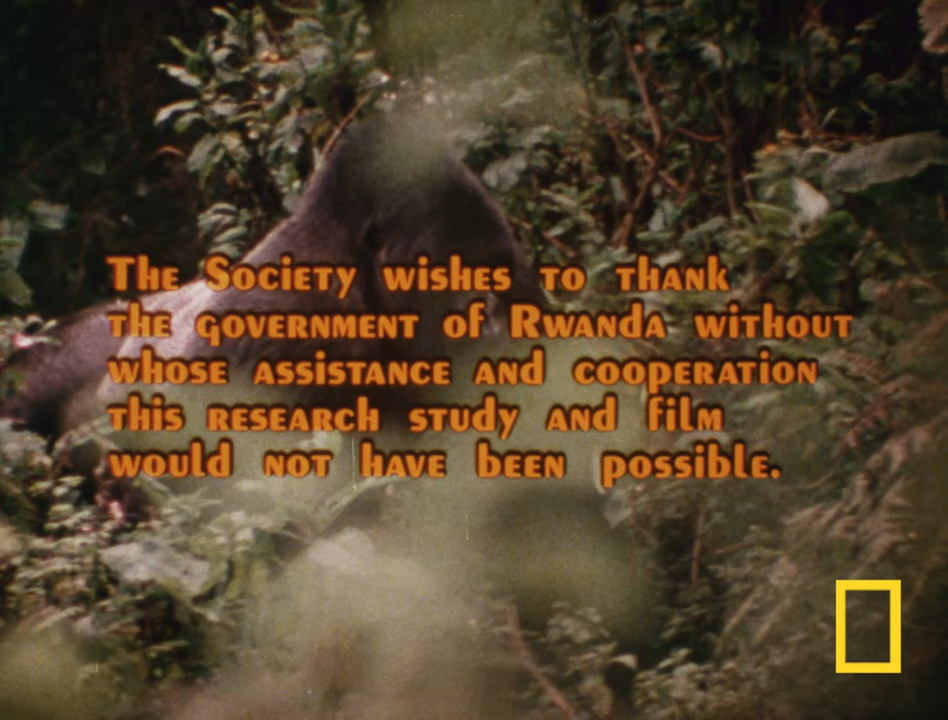 The Society wishes to thank
the government of Rwanda without
whose assistance and cooperation
this research study and film
would not have been possible.